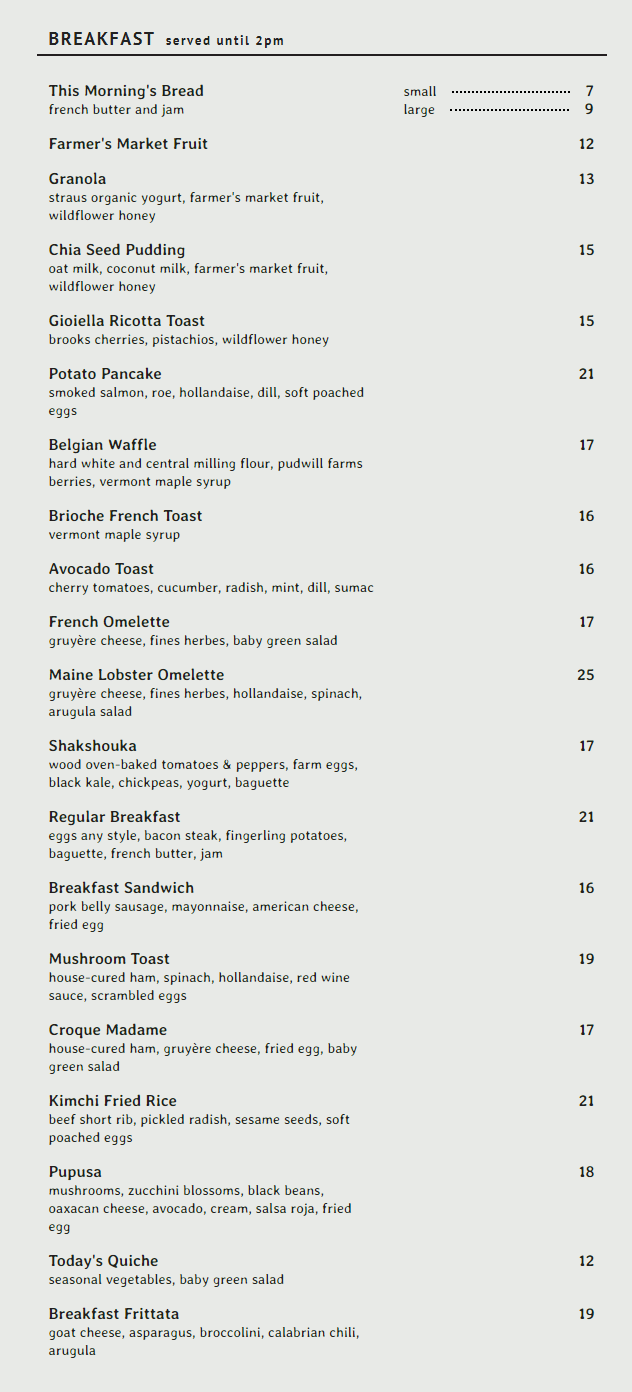 BREAKFAST served until 2pm
This Morning's Bread small 7
french butter and jam large 9
Farmer's Market Fruit 12
Granola 13
straus organic yogurt, farmer's market fruit,
wildflower honey
Chia Seed Pudding 15
oat milk, coconut milk, farmer's market fruit,
wildflower honey
Gioiella Ricotta Toast 15
brooks cherries, pistachios, wildflower honey
Potato Pancake 21
smoked salmon, roe, hollandaise, dill, soft poached
eggs
Belgian Waffle 17
hard white and central milling flour, pudwill farms
berries, vermont maple syrup
Brioche French Toast 16
vermont maple syrup
Avocado Toast 16
cherry tomatoes, cucumber, radish, mint, dill, sumac
French Omelette 17
gruyère cheese, fines herbes, baby green salad
Maine Lobster Omelette 25
gruyère cheese, fines herbes, hollandaise, spinach,
arugula salad
Shakshouka 17
wood oven-baked tomatoes & peppers, farm eggs,
black kale, chickpeas, yogurt, baguette
Regular Breakfast 21
eggs any style, bacon steak, fingerling potatoes,
baguette, french butter, jam
Breakfast Sandwich 16
pork belly sausage, mayonnaise, american cheese,
fried egg
Mushroom Toast 19
house-cured ham, spinach, hollandaise, red wine
sauce, scrambled eggs
Croque Madame 17
house-cured ham, gruyère cheese, fried egg, baby
green salad
Kimchi Fried Rice 21
beef short rib, pickled radish, sesame seeds, soft
poached eggs
Pupusa 18
mushrooms, zucchini blossoms, black beans,
oaxacan cheese, avocado, cream, salsa roja, fried
egg
Today's Quiche 12
seasonal vegetables, baby green salad
Breakfast Frittata 19
goat cheese, asparagus, broccolini, calabrian chili,
arugula